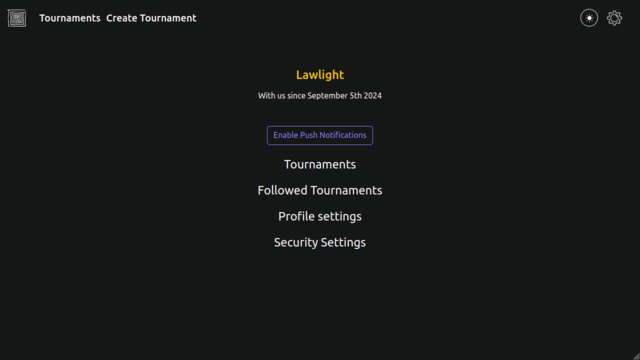 Tournaments Create Tournament
Lawlight
With us since September 5th 2024
Enable Push Notifications
Tournaments
Followed Tournaments
Profile settings
Security Settings